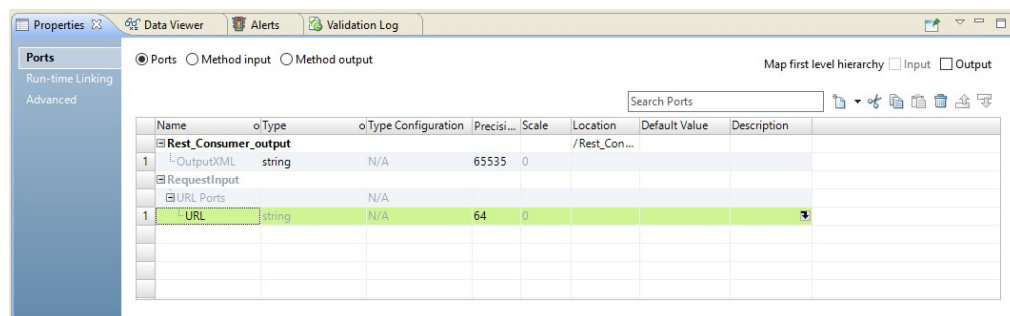 Properties Data Viewer Alerts Validation Log
Ports
Run-time Linking
Advanced
Ports Method input Method output
Map first level hierarchy Input Output
Search Ports
Name Type Type Configuration Precisi... Scale Location Default Value Description
Rest_Consumer_output /Rest_Con...
1 OutputXML string N/A 65535 0
RequestInput
URL Ports N/A
1 URL string N/A 64 0